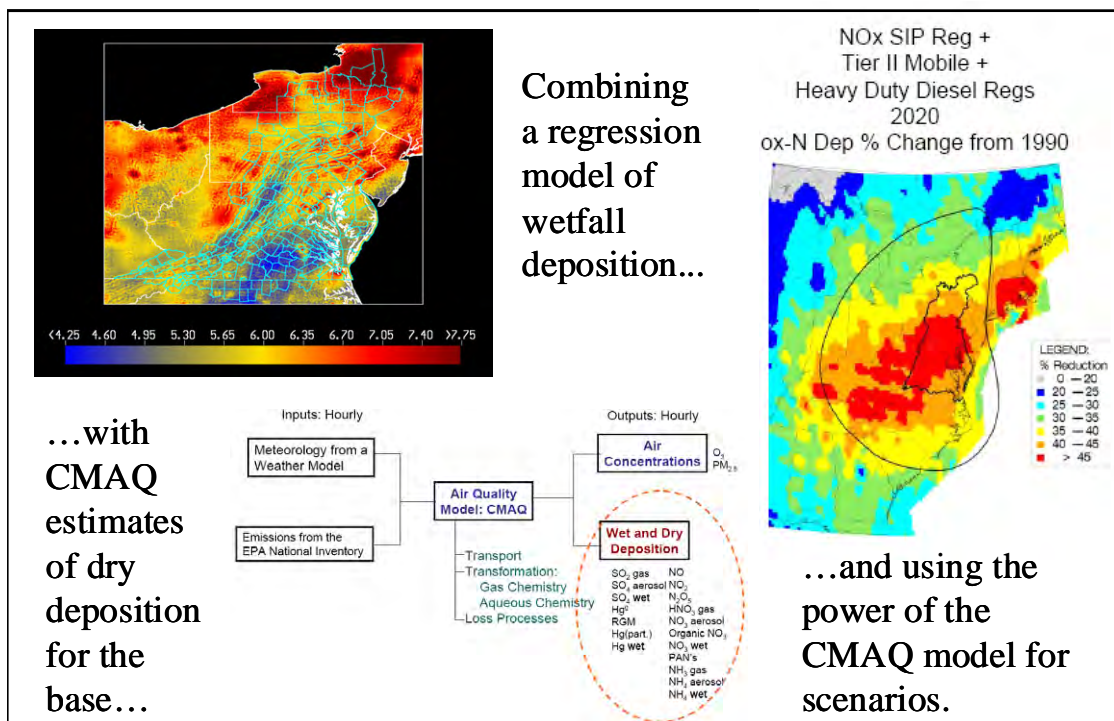 Combining
a regression
model of
wetfall
deposition...
NOx SIP Reg +
Tier II Mobile +
Heavy Duty Diesel Regs
2020
ox-N Dep % Change from 1990
<4.25 4.60 4.95 5.30 5.65 6.00 6.35 6.70 7.05 7.40 >7.75
LEGEND:
% Reduction
0 — 20
20 — 25
25 — 30
30 — 35
35 — 40
40 — 45
> 45
…with
CMAQ
estimates
of dry
deposition
for the
base…
Inputs: Hourly
Meteorology from a
Weather Model
Emissions from the
EPA National Inventory
Air Quality
Model: CMAQ
Transport
Transformation:
Gas Chemistry
Aqueous Chemistry
Loss Processes
Outputs: Hourly
Air
Concentrations
O3
PM2.5
Wet and Dry
Deposition
SO2 gas
SO4 aerosol
SO4 wet
Hg0
RGM
Hg(part.)
Hg wet
NO
NO2
N2O5
HNO3 gas
NO3 aerosol
Organic NO3
NO3 wet
PAN's
NH3 gas
NH4 aerosol
NH4 wet
…and using the
power of the
CMAQ model for
scenarios.